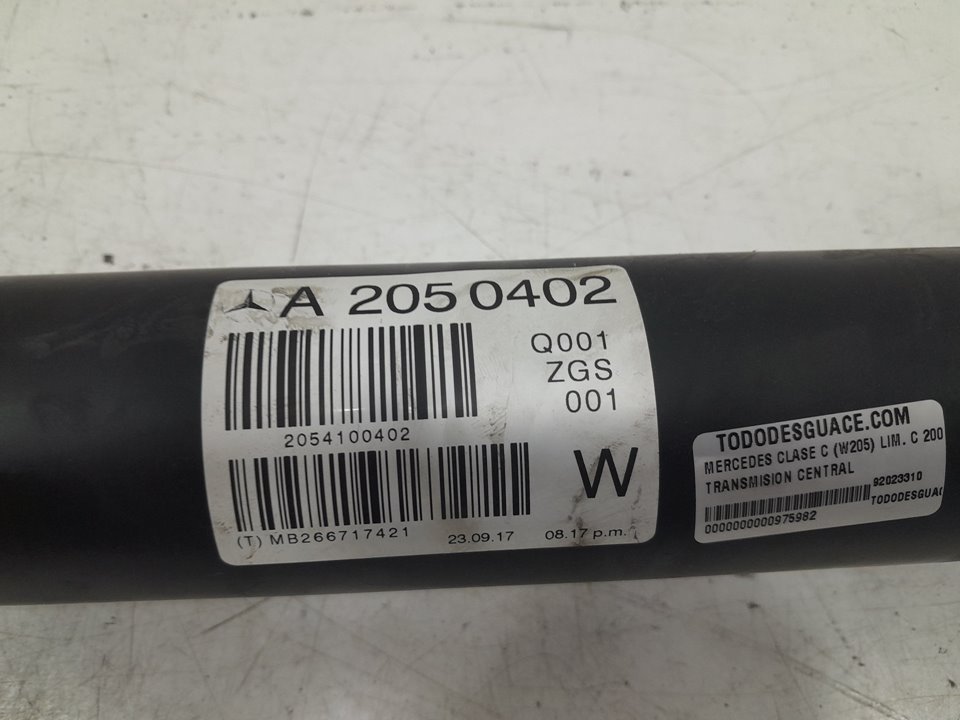 A 205 0402
Q001
ZGS
001
2054100402
W
(T) MB266717421 23.09.17 08.17 p.m.
TODODESGUACE.COM
MERCEDES CLASE C (W205) LIM. C 200
TRANSMISION CENTRAL
92023310
0000000000975982